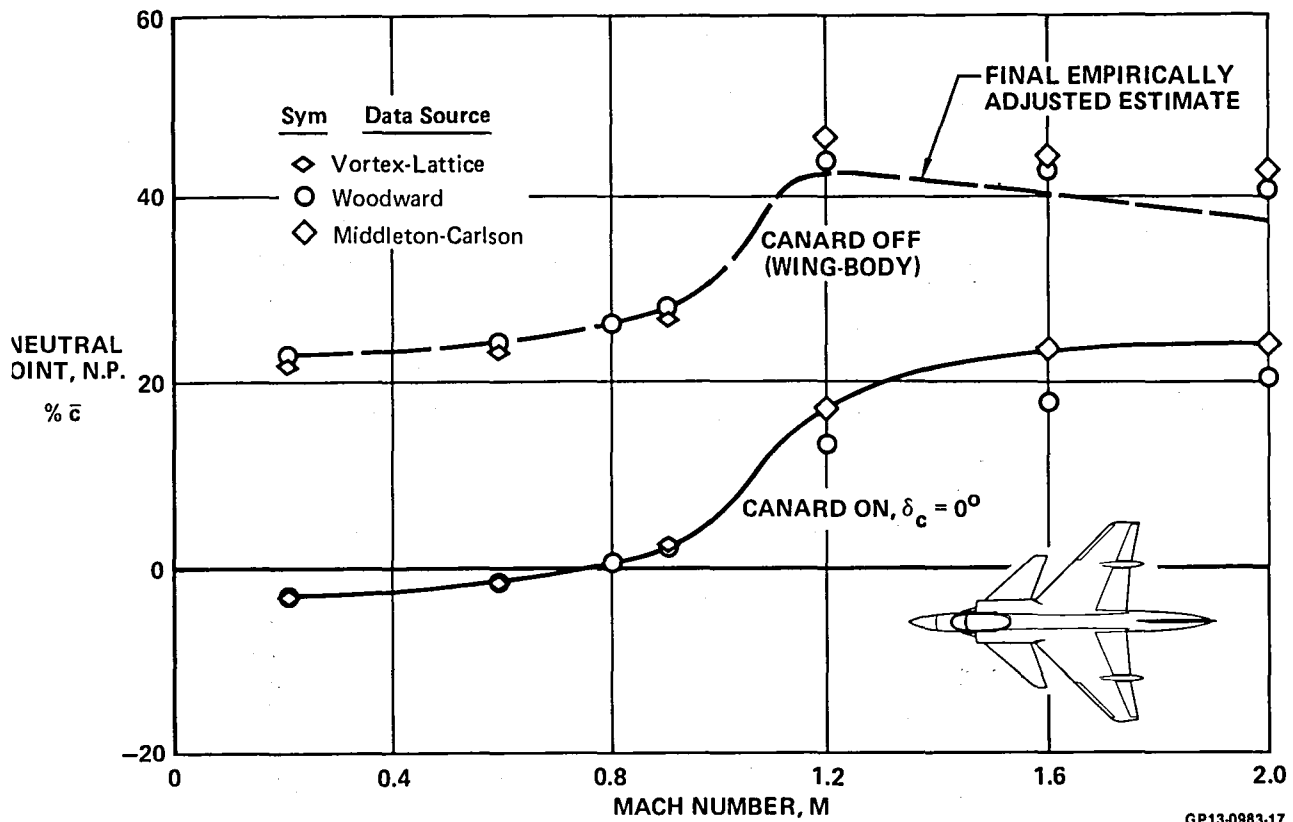 60
40
20
0
−20
NEUTRAL
OINT, N.P.
% c̄
Sym Data Source
Vortex-Lattice
Woodward
Middleton-Carlson
FINAL EMPIRICALLY
ADJUSTED ESTIMATE
CANARD OFF
(WING-BODY)
CANARD ON, δc = 0°
0 0.4 0.8 1.2 1.6 2.0
MACH NUMBER, M
GP13-0983-17